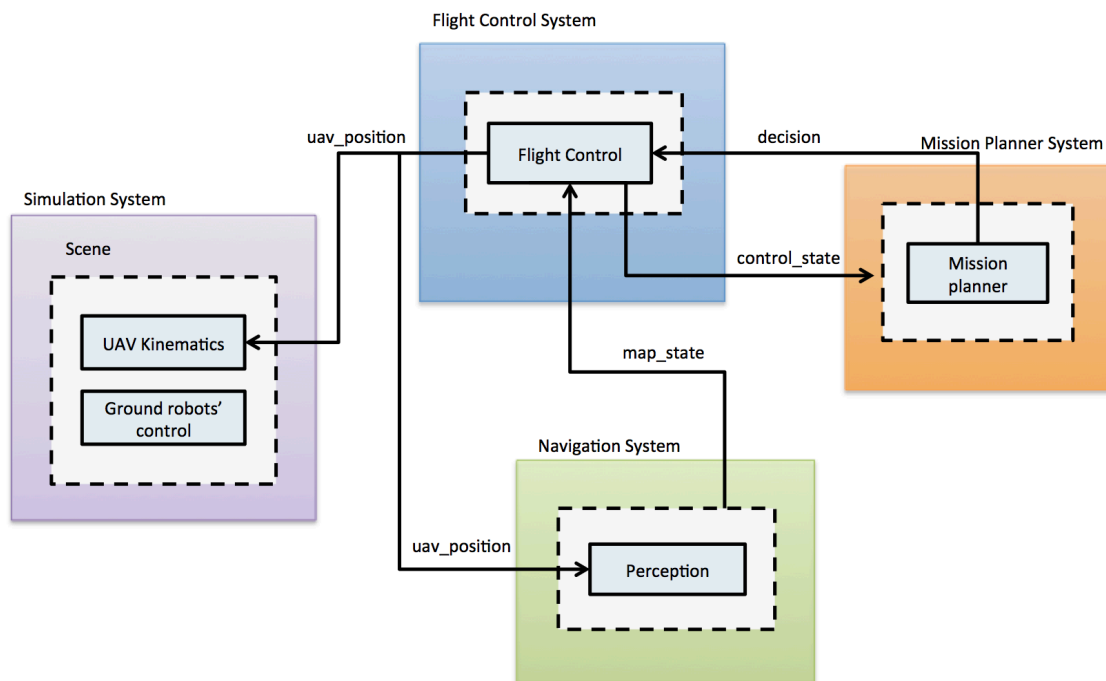 Flight Control System
uav_position
Flight Control
decision
Mission Planner System
Simulation System
Scene
control_state
Mission
planner
UAV Kinematics
map_state
Ground robots'
control
Navigation System
uav_position
Perception